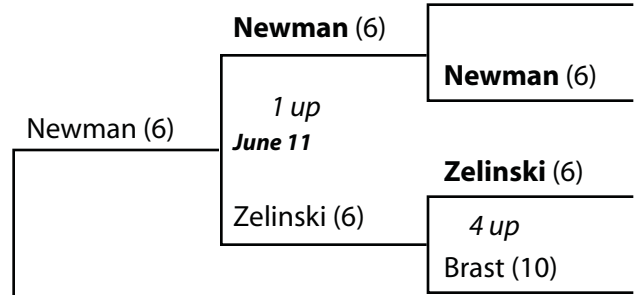 Newman (6)
Newman (6)
1 up
June 11
Newman (6)
Zelinski (6)
Zelinski (6)
4 up
Brast (10)